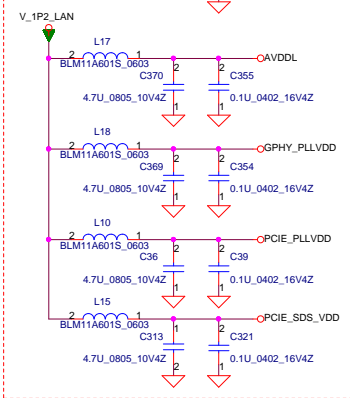 V_1P2_LAN
L17
2 1 AVDDL
BLM11A601S_0603
2 2
C370 C355
4.7U_0805_10V4Z 0.1U_0402_16V4Z
1 1
L18
2 1 GPHY_PLLVDD
BLM11A601S_0603
2 2
C369 C354
4.7U_0805_10V4Z 0.1U_0402_16V4Z
1 1
L10
2 1 PCIE_PLLVDD
BLM11A601S_0603
2 2
C36 C39
4.7U_0805_10V4Z 0.1U_0402_16V4Z
1 1
L15
2 1 PCIE_SDS_VDD
BLM11A601S_0603
1 2
C313 C321
4.7U_0805_10V4Z 0.1U_0402_16V4Z
2 1